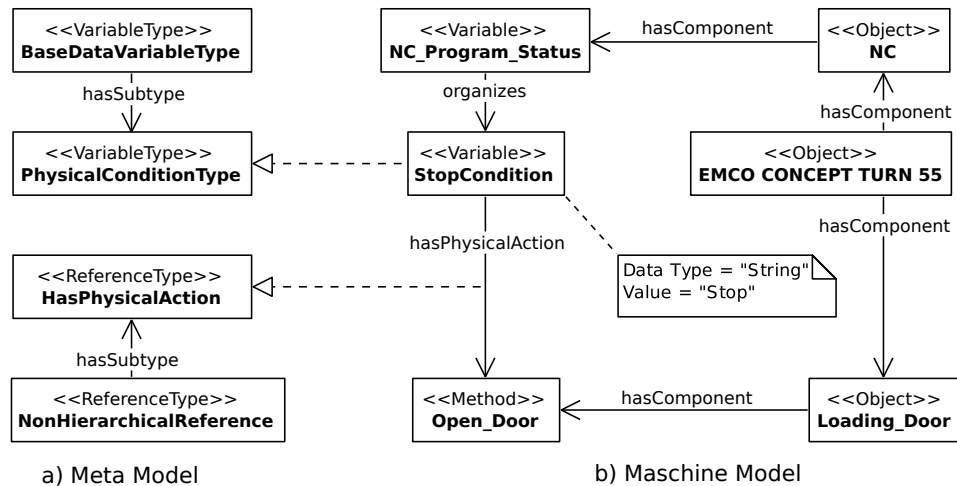 <<VariableType>>
BaseDataVariableType
hasSubtype
<<VariableType>>
PhysicalConditionType
<<ReferenceType>>
HasPhysicalAction
hasSubtype
<<ReferenceType>>
NonHierarchicalReference
a) Meta Model
<<Variable>>
NC_Program_Status
hasComponent
<<Object>>
NC
organizes
hasComponent
<<Variable>>
StopCondition
<<Object>>
EMCO CONCEPT TURN 55
hasPhysicalAction
hasComponent
Data Type = "String"
Value = "Stop"
<<Method>>
Open_Door
hasComponent
<<Object>>
Loading_Door
b) Maschine Model